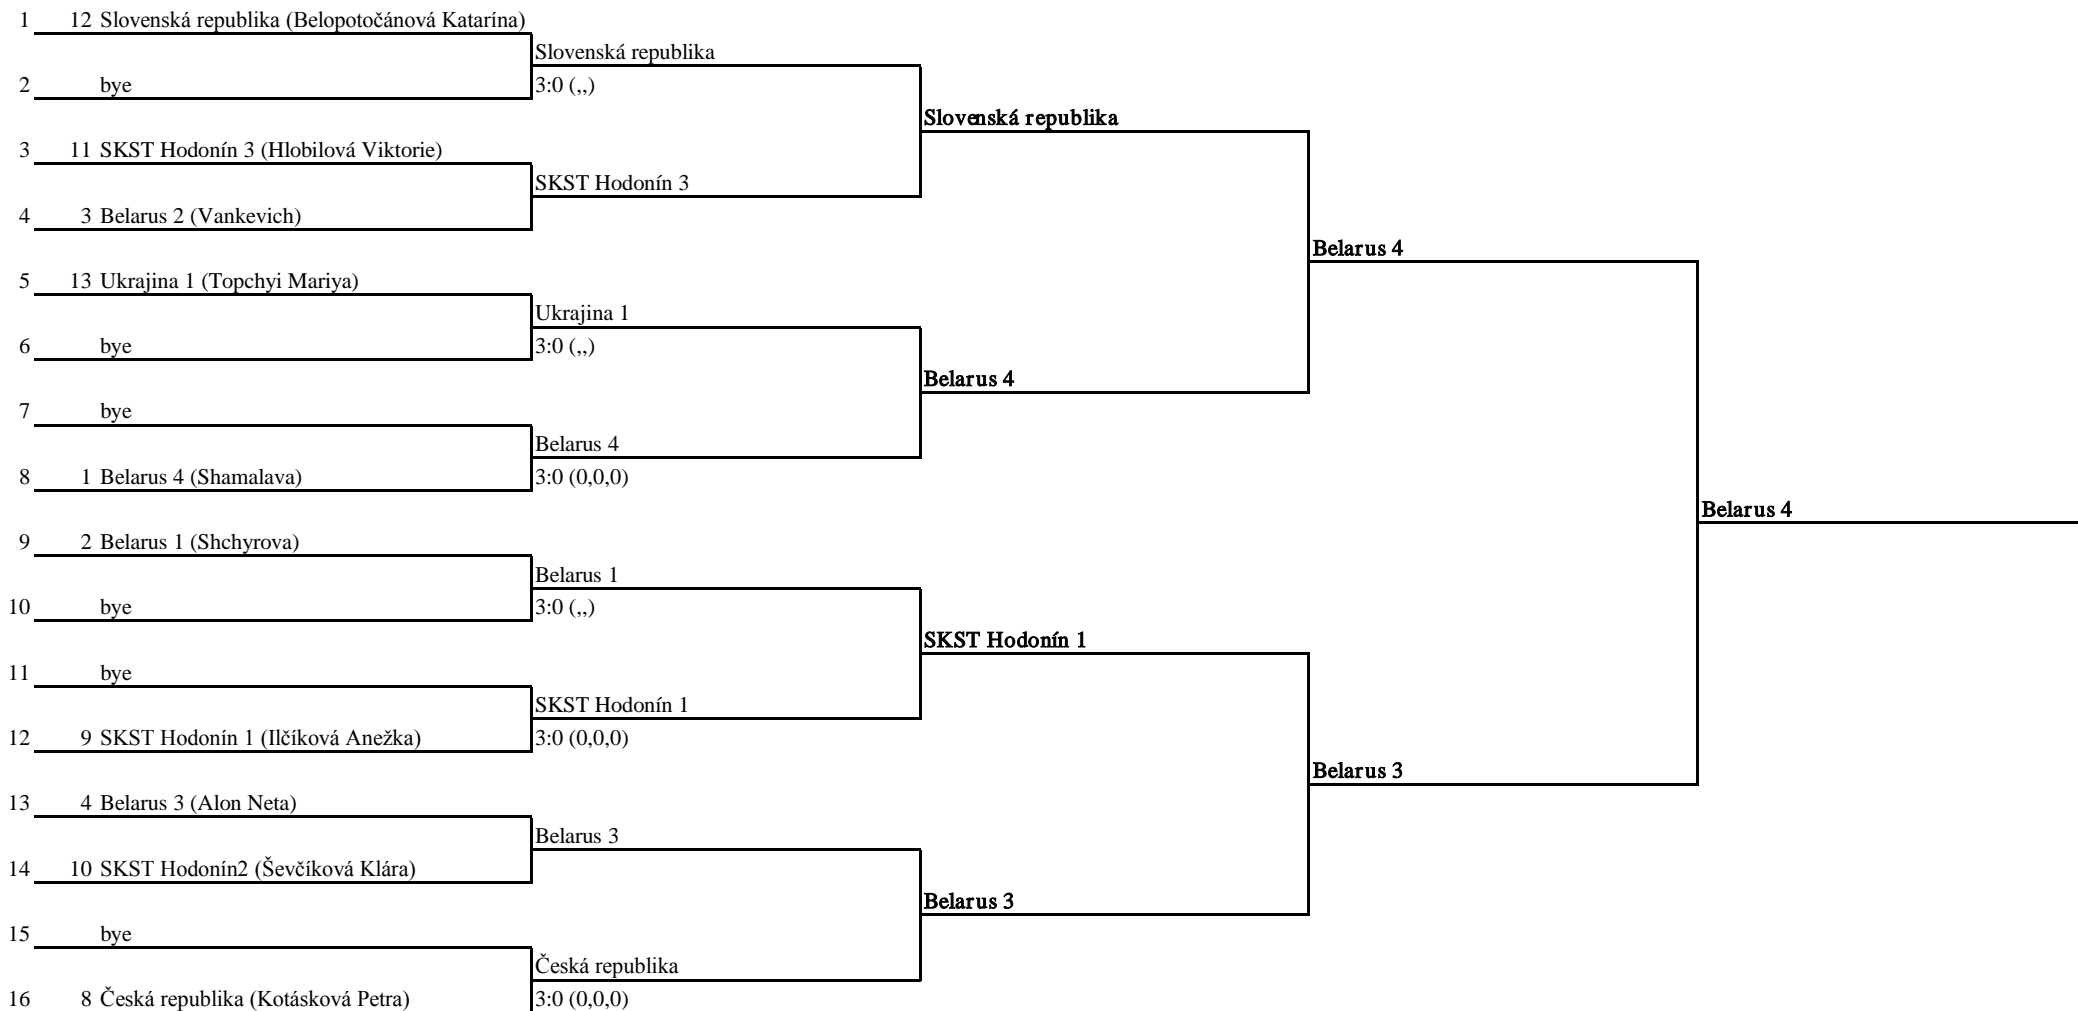 1 12 Slovenská republika (Belopotočánová Katarína)
Slovenská republika
2 bye 3:0 (,,)
Slovenská republika
3 11 SKST Hodonín 3 (Hlobilová Viktorie)
SKST Hodonín 3
4 3 Belarus 2 (Vankevich)
Belarus 4
5 13 Ukrajina 1 (Topchyi Mariya)
Ukrajina 1
6 bye 3:0 (,,)
Belarus 4
7 bye
Belarus 4
8 1 Belarus 4 (Shamalava) 3:0 (0,0,0)
Belarus 4
9 2 Belarus 1 (Shchyrova)
Belarus 1
10 bye 3:0 (,,)
SKST Hodonín 1
11 bye
SKST Hodonín 1
12 9 SKST Hodonín 1 (Ilčíková Anežka) 3:0 (0,0,0)
Belarus 3
13 4 Belarus 3 (Alon Neta)
Belarus 3
14 10 SKST Hodonín2 (Ševčíková Klára)
Belarus 3
15 bye
Česká republika
16 8 Česká republika (Kotásková Petra) 3:0 (0,0,0)